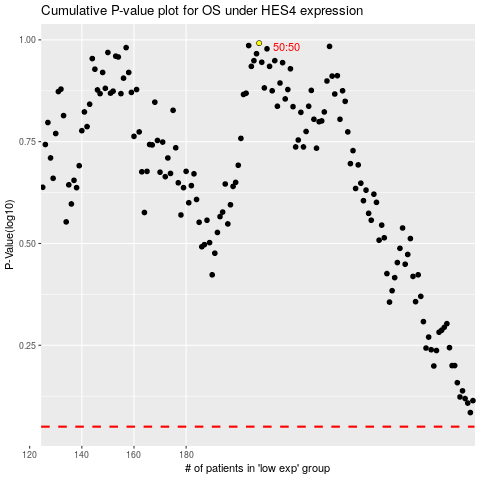 Cumulative P-value plot for OS under HES4 expression
1.00
50:50
0.75
P-Value(log10)
0.50
0.25
120 140 160 180
# of patients in 'low exp' group